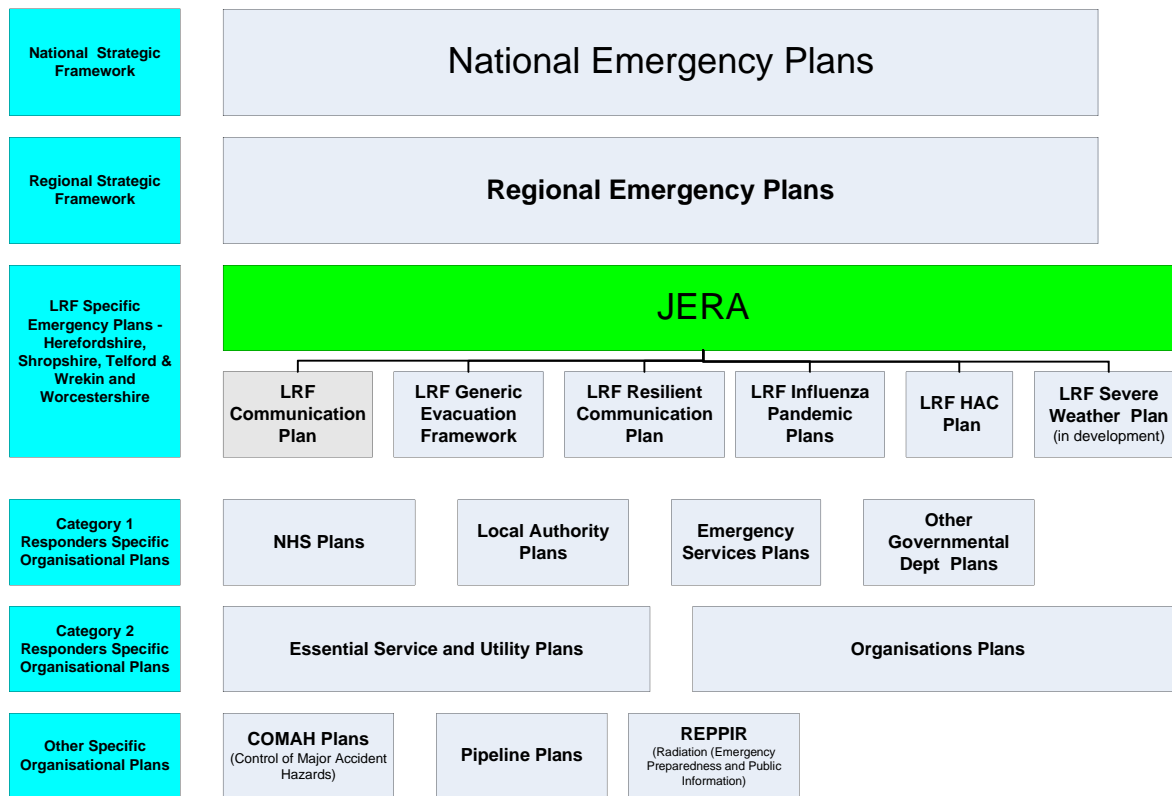 National Strategic
Framework
National Emergency Plans
Regional Strategic
Framework
Regional Emergency Plans
LRF Specific
Emergency Plans -
Herefordshire,
Shropshire, Telford &
Wrekin and
Worcestershire
JERA
LRF
Communication
Plan
LRF Generic
Evacuation
Framework
LRF Resilient
Communication
Plan
LRF Influenza
Pandemic
Plans
LRF HAC
Plan
LRF Severe
Weather Plan
(in development)
Category 1
Responders Specific
Organisational Plans
NHS Plans
Local Authority
Plans
Emergency
Services Plans
Other
Governmental
Dept Plans
Category 2
Responders Specific
Organisational Plans
Essential Service and Utility Plans
Organisations Plans
Other Specific
Organisational Plans
COMAH Plans
(Control of Major Accident
Hazards)
Pipeline Plans
REPPIR
(Radiation (Emergency
Preparedness and Public
Information)